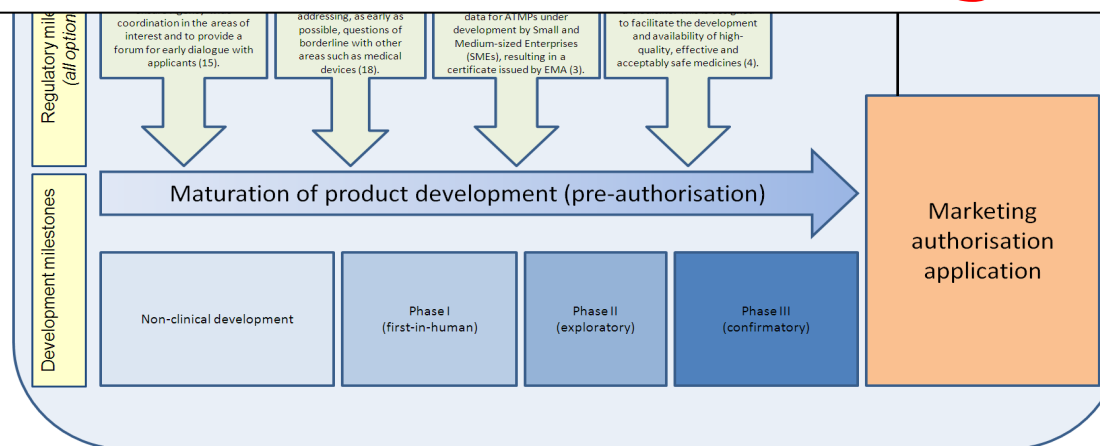 Regulatory
(all
coordination in the areas of
interest and to provide a
forum for early dialogue with
applicants (15).
addressing, as early as
possible, questions of
borderline with other
areas such as medical
devices (18).
data for ATMPs under
development by Small and
Medium-sized Enterprises
(SMEs), resulting in a
certificate issued by EMA (3).
to facilitate the development
and availability of high-
quality, effective and
acceptably safe medicines (4).
Maturation of product development (pre-authorisation)
Marketing
authorisation
application
Development milestones
Non-clinical development
Phase I
(first-in-human)
Phase II
(exploratory)
Phase III
(confirmatory)